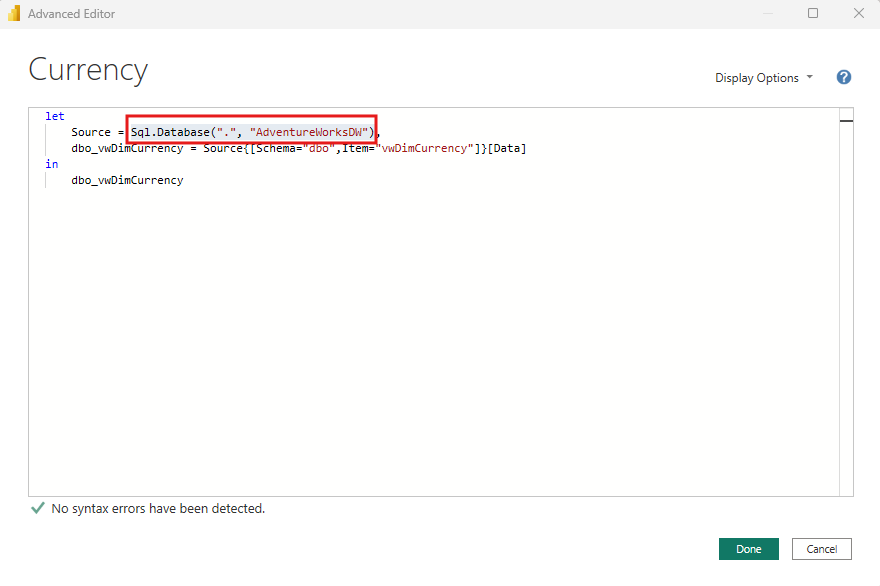 Advanced Editor
Currency
Display Options
?
let
    Source = Sql.Database(".", "AdventureWorksDW"),
    dbo_vwDimCurrency = Source{[Schema="dbo",Item="vwDimCurrency"]}[Data]
in
    dbo_vwDimCurrency
No syntax errors have been detected.
Done Cancel